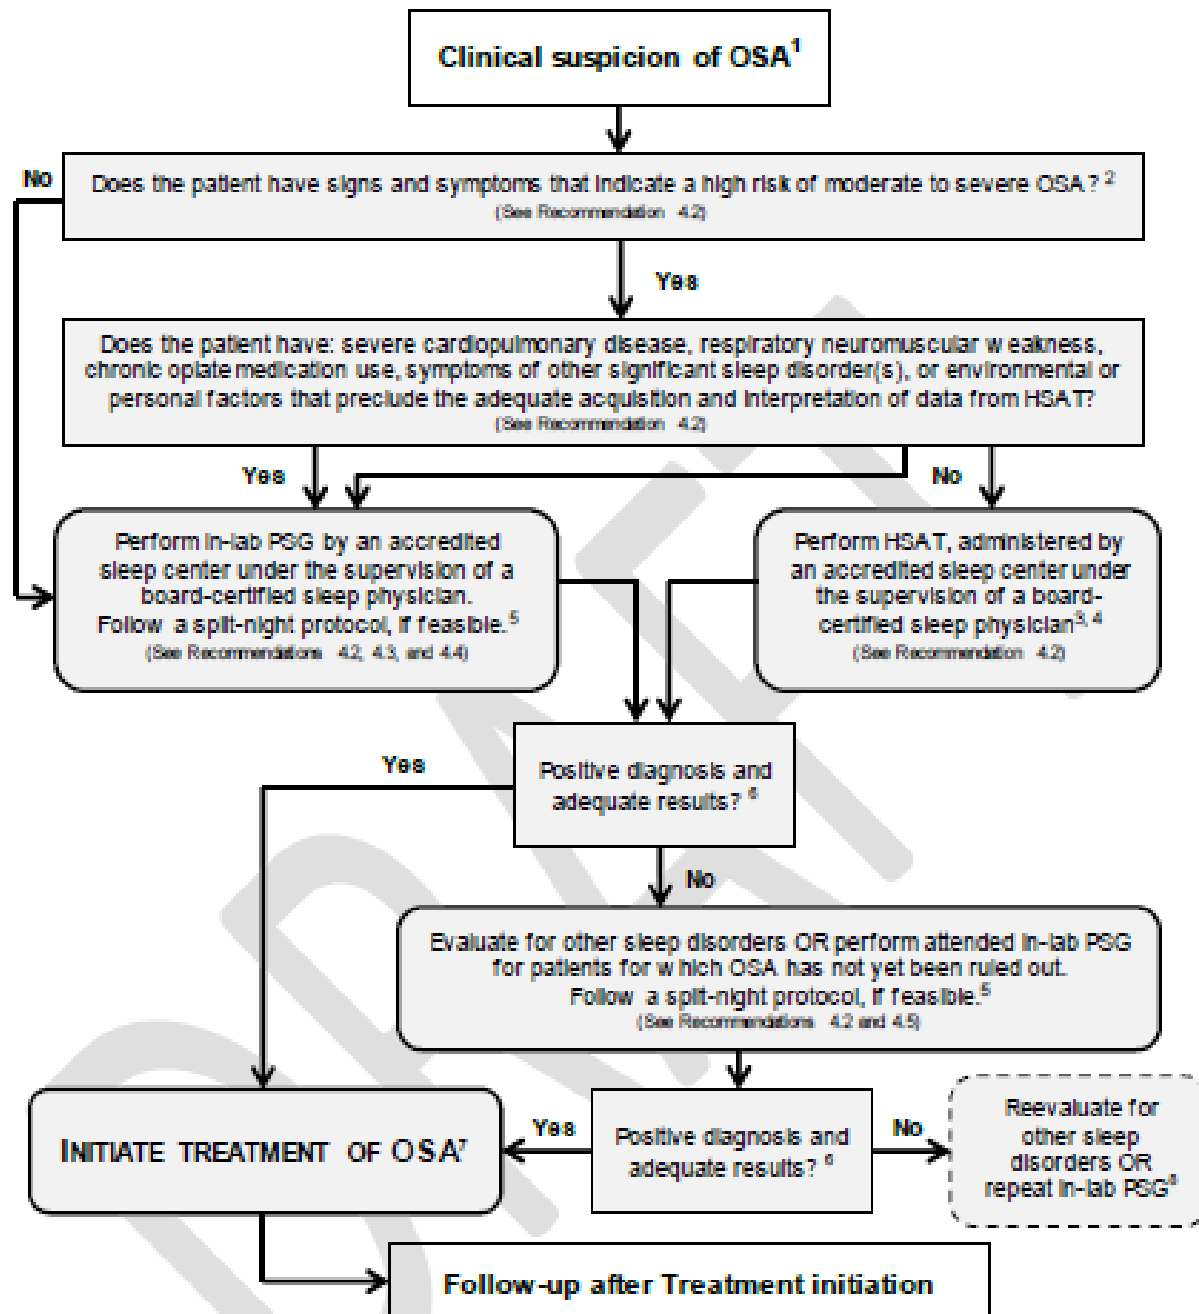 Clinical suspicion of OSA1
No
Does the patient have signs and symptoms that indicate a high risk of moderate to severe OSA? 2
(See Recommendation 4.2)
Yes
Does the patient have: severe cardiopulmonary disease, respiratory neuromuscular weakness,
chronic opiate medication use, symptoms of other significant sleep disorder(s), or environmental or
personal factors that preclude the adequate acquisition and interpretation of data from HSAT?
(See Recommendation 4.2)
Yes
No
Perform in-lab PSG by an accredited
sleep center under the supervision of a
board-certified sleep physician.
Follow a split-night protocol, if feasible.5
(See Recommendations 4.2, 4.3, and 4.4)
Perform HSAT, administered by
an accredited sleep center under
the supervision of a board-
certified sleep physician3, 4
(See Recommendation 4.2)
Yes
Positive diagnosis and
adequate results? 6
No
Evaluate for other sleep disorders OR perform attended in-lab PSG
for patients for which OSA has not yet been ruled out.
Follow a split-night protocol, if feasible.5
(See Recommendations 4.2 and 4.5)
INITIATE TREATMENT OF OSA7
Yes
Positive diagnosis and
adequate results? 6
No
Reevaluate for
other sleep
disorders OR
repeat in-lab PSG
Follow-up after Treatment initiation
DRAFT